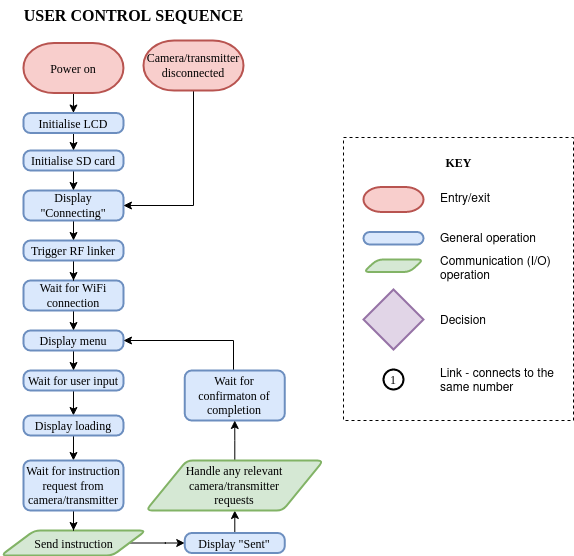 USER CONTROL SEQUENCE
Power on
Camera/transmitter
disconnected
Initialise LCD
Initialise SD card
Display
"Connecting"
Trigger RF linker
Wait for WiFi
connection
Display menu
Wait for user input
Display loading
Wait for instruction
request from
camera/transmitter
Send instruction
Display "Sent"
Handle any relevant
camera/transmitter
requests
Wait for
confirmaton of
completion
KEY
Entry/exit
General operation
Communication (I/O)
operation
Decision
1
Link - connects to the
same number